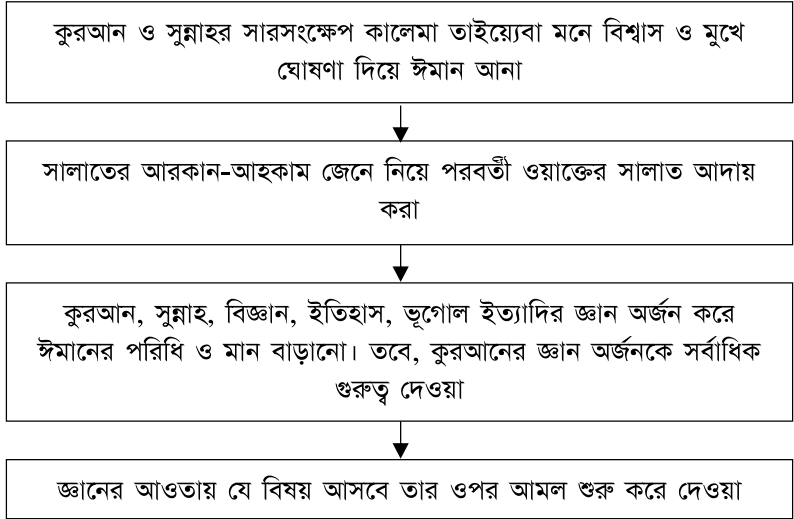 কুরআন ও সুন্নাহর সারসংক্ষেপ কালেমা তাইয়্যেবা মনে বিশ্বাস ও মুখে
ঘোষণা দিয়ে ঈমান আনা
সালাতের আরকান-আহকাম জেনে নিয়ে পরবর্তী ওয়াক্তের সালাত আদায়
করা
কুরআন, সুন্নাহ, বিজ্ঞান, ইতিহাস, ভূগোল ইত্যাদির জ্ঞান অর্জন করে
ঈমানের পরিধি ও মান বাড়ানো। তবে, কুরআনের জ্ঞান অর্জনকে সর্বাধিক
গুরুত্ব দেওয়া
জ্ঞানের আওতায় যে বিষয় আসবে তার ওপর আমল শুরু করে দেওয়া